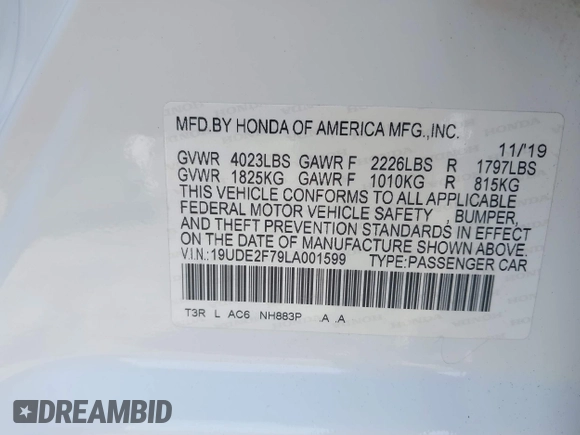 MFD.BY HONDA OF AMERICA MFG.,INC.
11/'19
GVWR 4023LBS GAWR F 2226LBS R 1797LBS
GVWR 1825KG GAWR F 1010KG R 815KG
THIS VEHICLE CONFORMS TO ALL APPLICABLE
FEDERAL MOTOR VEHICLE SAFETY , BUMPER,
AND THEFT PREVENTION STANDARDS IN EFFECT
ON THE DATE OF MANUFACTURE SHOWN ABOVE.
V.I.N.:19UDE2F79LA001599 TYPE:PASSENGER CAR
T3R L AC6 NH883P .A .A
DREAMBID